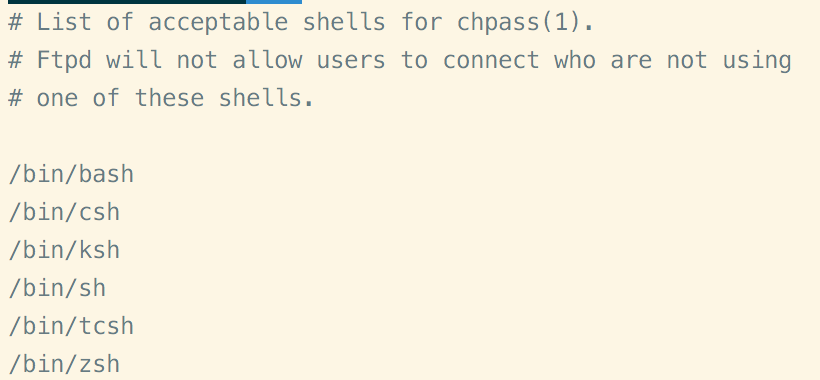 # List of acceptable shells for chpass(1).
# Ftpd will not allow users to connect who are not using
# one of these shells.

/bin/bash
/bin/csh
/bin/ksh
/bin/sh
/bin/tcsh
/bin/zsh